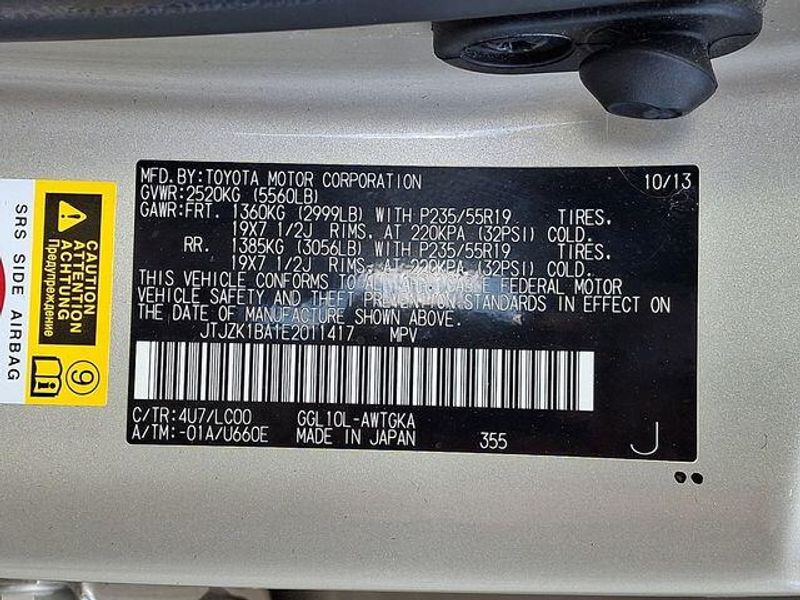 MFD.BY:TOYOTA MOTOR CORPORATION 10/13
GVWR:2520KG (5560LB)
GAWR:FRT. 1360KG (2999LB) WITH P235/55R19 TIRES.
19X7 1/2J RIMS. AT 220KPA (32PSI) COLD.
RR. 1385KG (3056LB) WITH P235/55R19 TIRES.
19X7 1/2J RIMS. AT 220KPA (32PSI) COLD.
THIS VEHICLE CONFORMS TO FEDERAL MOTOR
VEHICLE SAFETY AND THEFT PREVENTION STANDARDS IN EFFECT ON
THE DATE OF MANUFACTURE SHOWN ABOVE.
JTJZK1BA1E2011417 MPV
C/TR:4U7/LC00 GGL10L-AWTGKA
A/TM:-01A/U660E MADE IN JAPAN 355 J
SRS SIDE AIRBAG
CAUTION
ATTENTION
ACHTUNG
Предупреждение
9